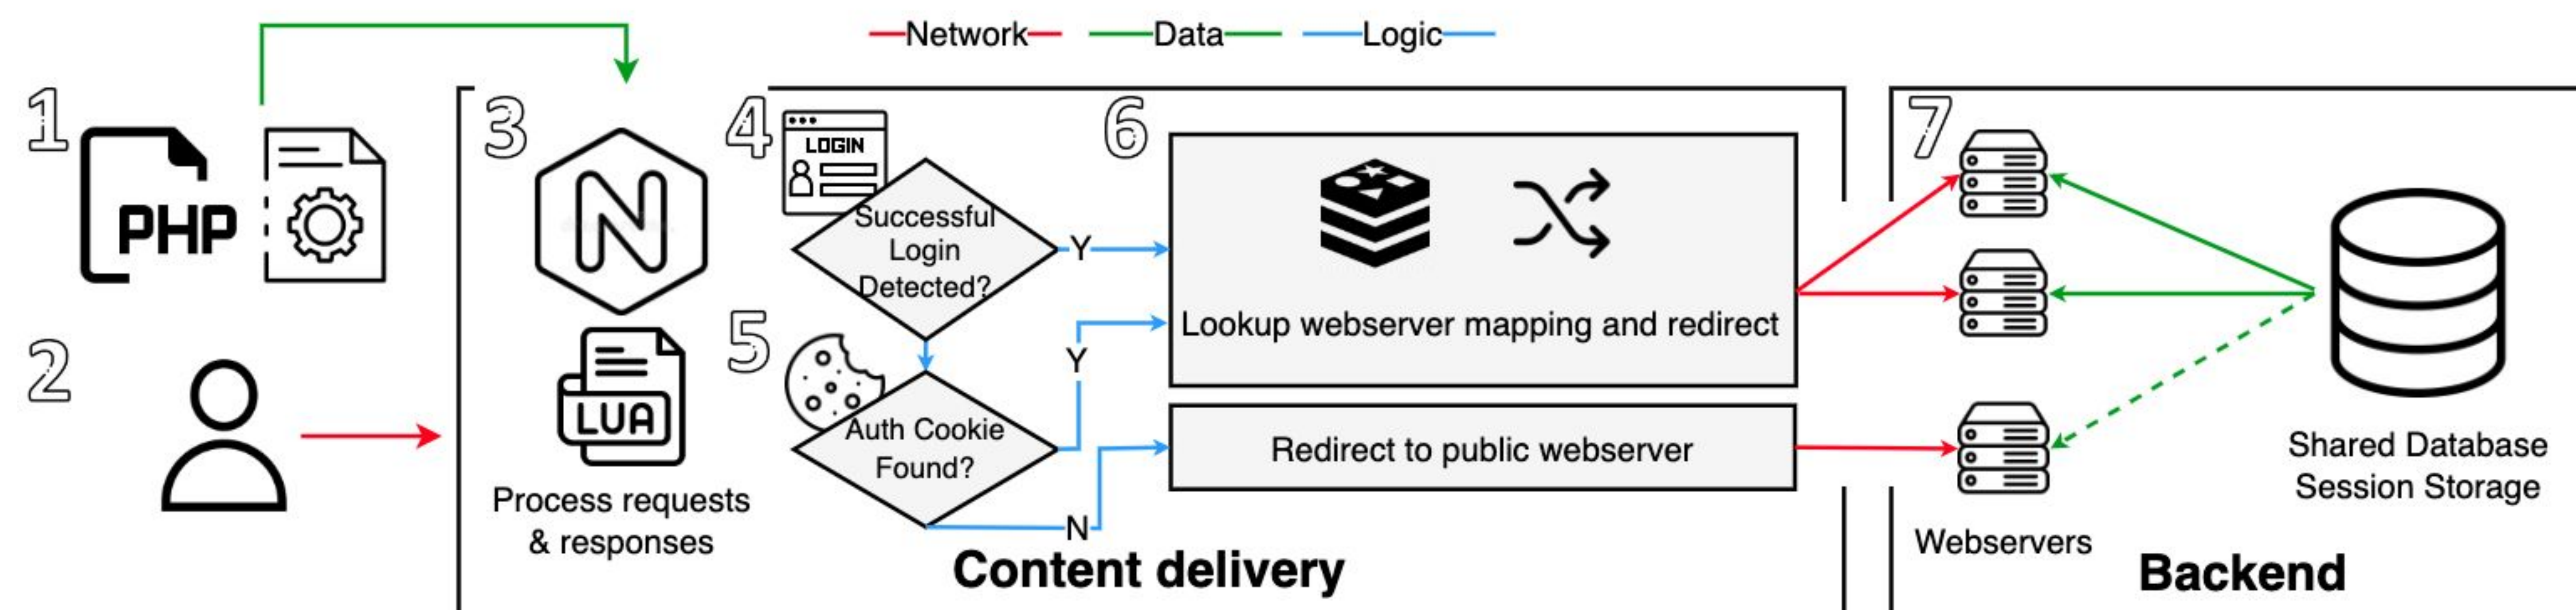 Network
Data
Logic
1
PHP
2
3
N
LUA
Process requests
& responses
4
LOGIN
Successful
Login
Detected?
Y
5
Auth Cookie
Found?
Y
N
6
Lookup webserver mapping and redirect
Redirect to public webserver
Content delivery
7
Webservers
Shared Database
Session Storage
Backend